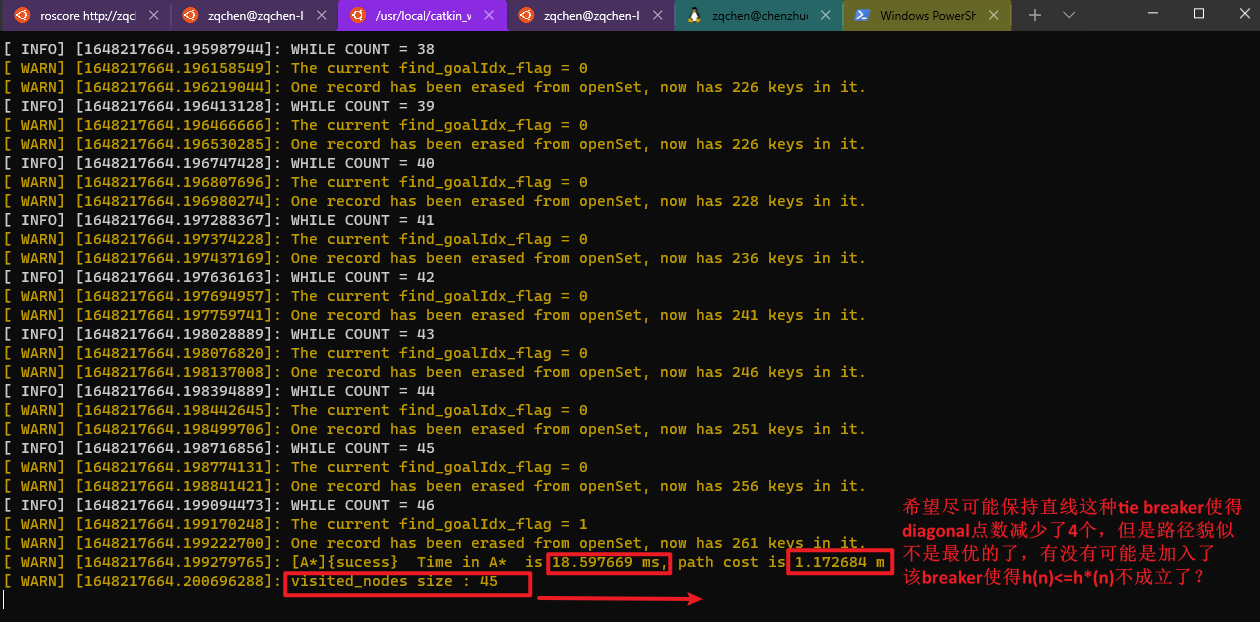 roscore http://zqc
zqchen@zqchen-l
/usr/local/catkin_v
zqchen@zqchen-l
zqchen@chenzhuo
Windows PowerSh
[ INFO] [1648217664.195987944]: WHILE COUNT = 38
[ WARN] [1648217664.196158549]: The current find_goalIdx_flag = 0
[ WARN] [1648217664.196219044]: One record has been erased from openSet, now has 226 keys in it.
[ INFO] [1648217664.196413128]: WHILE COUNT = 39
[ WARN] [1648217664.196466666]: The current find_goalIdx_flag = 0
[ WARN] [1648217664.196530285]: One record has been erased from openSet, now has 226 keys in it.
[ INFO] [1648217664.196747428]: WHILE COUNT = 40
[ WARN] [1648217664.196807696]: The current find_goalIdx_flag = 0
[ WARN] [1648217664.196980274]: One record has been erased from openSet, now has 228 keys in it.
[ INFO] [1648217664.197288367]: WHILE COUNT = 41
[ WARN] [1648217664.197374228]: The current find_goalIdx_flag = 0
[ WARN] [1648217664.197437169]: One record has been erased from openSet, now has 236 keys in it.
[ INFO] [1648217664.197636163]: WHILE COUNT = 42
[ WARN] [1648217664.197694957]: The current find_goalIdx_flag = 0
[ WARN] [1648217664.197759741]: One record has been erased from openSet, now has 241 keys in it.
[ INFO] [1648217664.198028889]: WHILE COUNT = 43
[ WARN] [1648217664.198076820]: The current find_goalIdx_flag = 0
[ WARN] [1648217664.198137008]: One record has been erased from openSet, now has 246 keys in it.
[ INFO] [1648217664.198394889]: WHILE COUNT = 44
[ WARN] [1648217664.198442645]: The current find_goalIdx_flag = 0
[ WARN] [1648217664.198499706]: One record has been erased from openSet, now has 251 keys in it.
[ INFO] [1648217664.198716856]: WHILE COUNT = 45
[ WARN] [1648217664.198774131]: The current find_goalIdx_flag = 0
[ WARN] [1648217664.198841421]: One record has been erased from openSet, now has 256 keys in it.
[ INFO] [1648217664.199094473]: WHILE COUNT = 46
[ WARN] [1648217664.199170248]: The current find_goalIdx_flag = 1
[ WARN] [1648217664.199222700]: One record has been erased from openSet, now has 261 keys in it.
[ WARN] [1648217664.199279765]: [A*]{sucess}  Time in A*  is 18.597669 ms, path cost is 1.172684 m
[ WARN] [1648217664.200696288]: visited_nodes size : 45
希望尽可能保持直线这种tie breaker使得
diagonal点数减少了4个，但是路径貌似
不是最优的了，有没有可能是加入了
该breaker使得h(n)<=h*(n)不成立了？